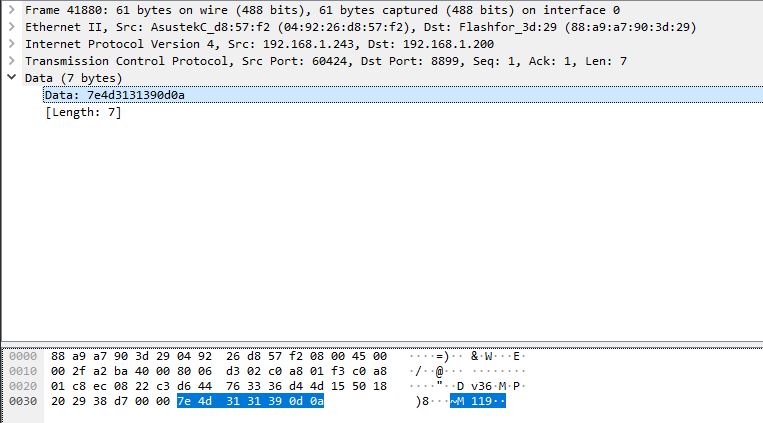 Frame 41880: 61 bytes on wire (488 bits), 61 bytes captured (488 bits) on interface 0
Ethernet II, Src: AsustekC_d8:57:f2 (04:92:26:d8:57:f2), Dst: Flashfor_3d:29 (88:a9:a7:90:3d:29)
Internet Protocol Version 4, Src: 192.168.1.243, Dst: 192.168.1.200
Transmission Control Protocol, Src Port: 60424, Dst Port: 8899, Seq: 1, Ack: 1, Len: 7
Data (7 bytes)
Data: 7e4d3131390d0a
[Length: 7]
0000 88 a9 a7 90 3d 29 04 92 26 d8 57 f2 08 00 45 00 ····=)·· &·W···E·
0010 00 2f a2 ba 40 00 80 06 d3 02 c0 a8 01 f3 c0 a8 ·/··@··· ········
0020 01 c8 ec 08 22 c3 d6 44 76 33 36 d4 4d 15 50 18 ····"··D v36·M·P·
0030 20 29 38 d7 00 00 7e 4d 31 31 39 0d 0a )8···~M 119··